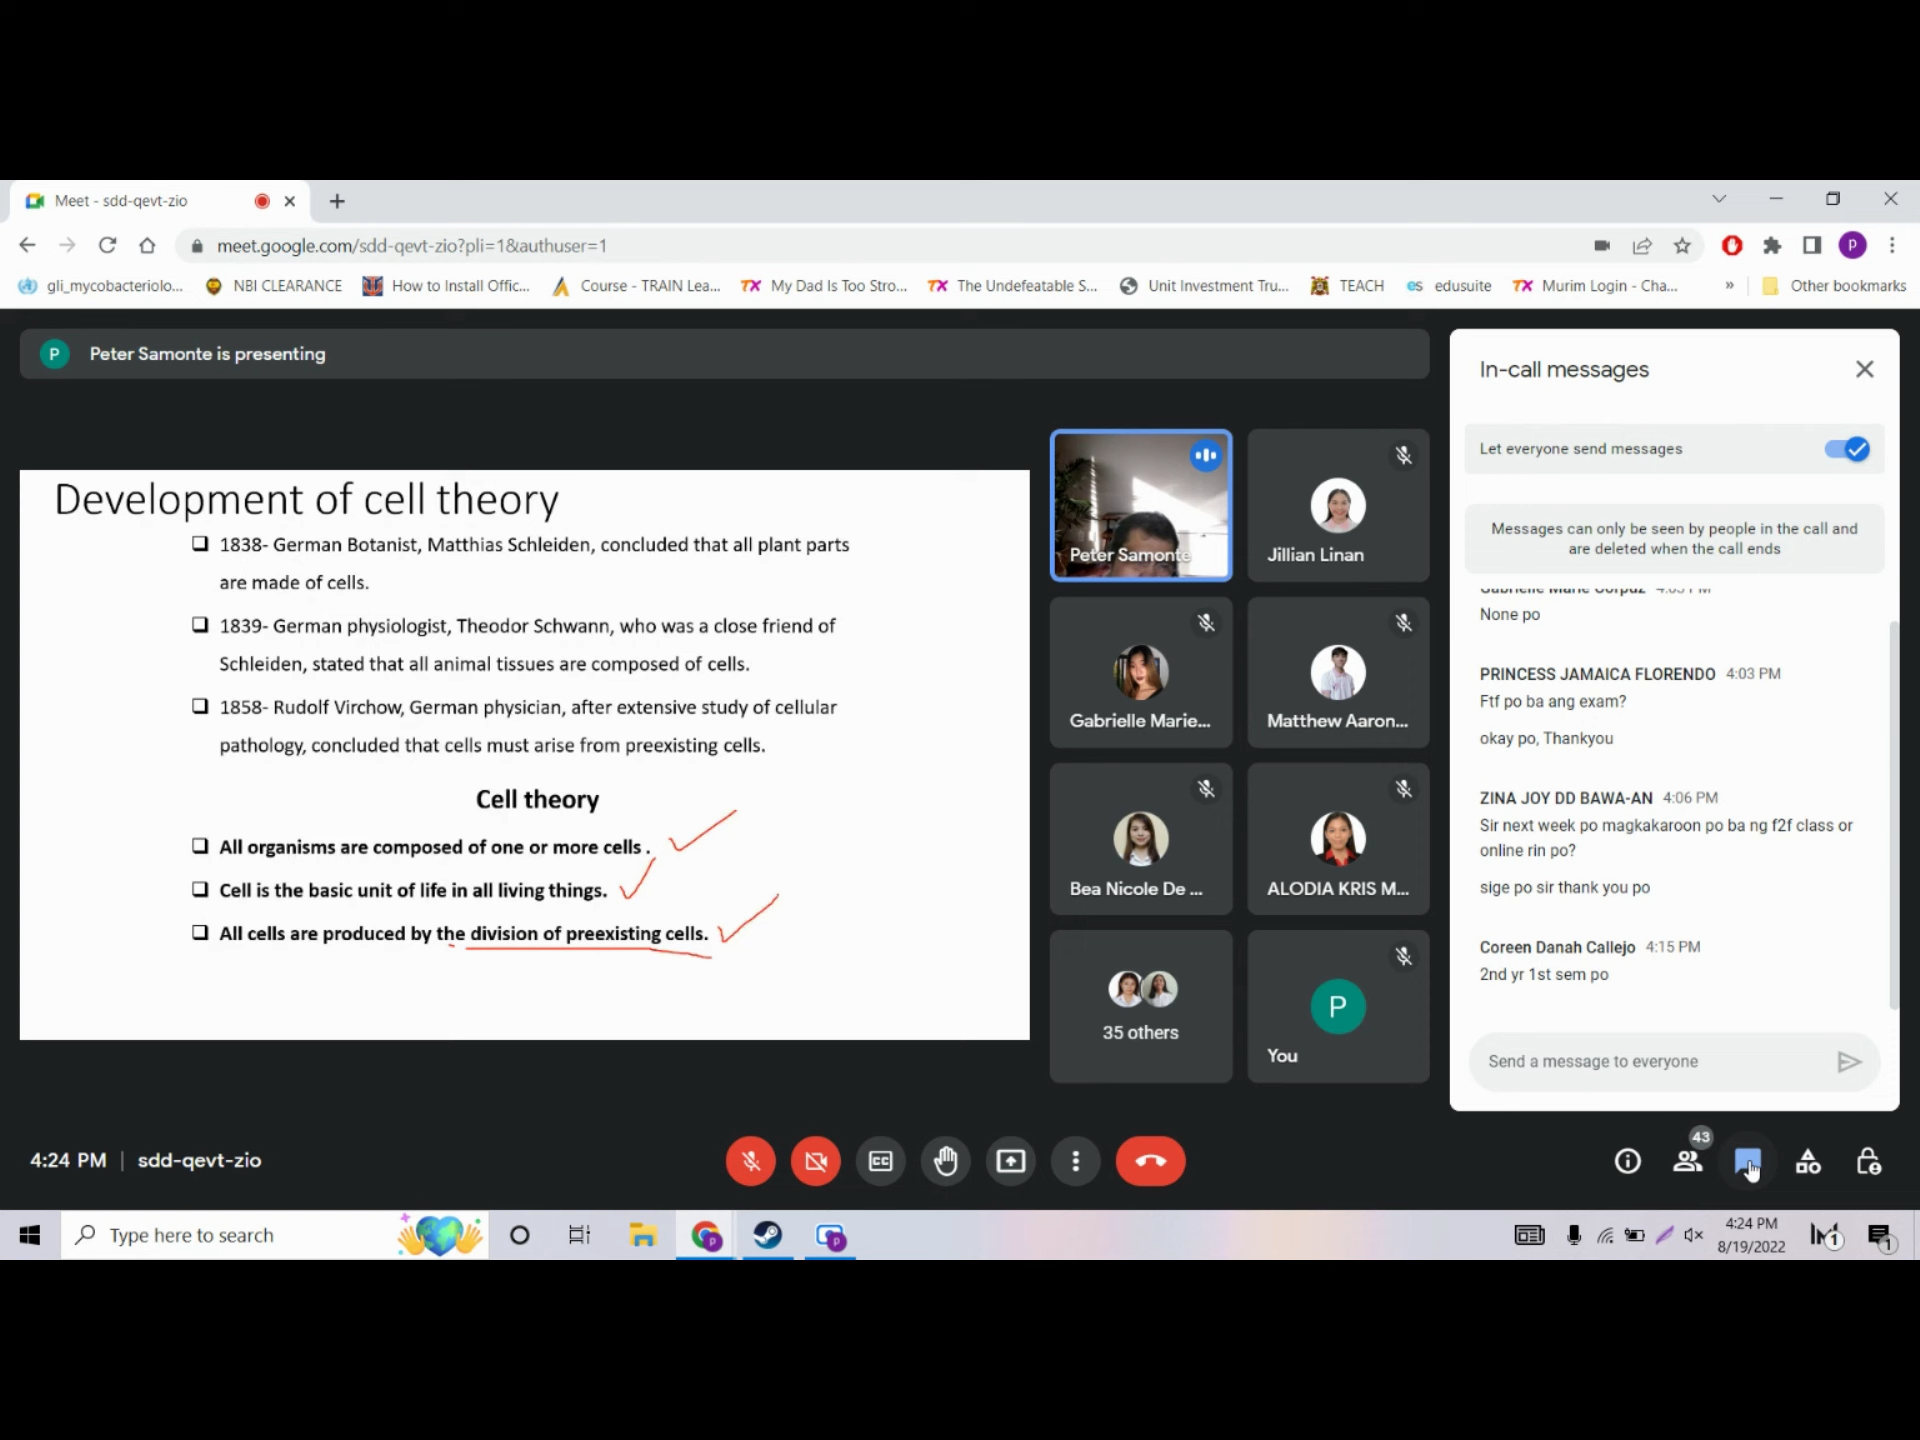 Meet - sdd-qevt-zio
meet.google.com/sdd-qevt-zio?pli=1&authuser=1
P
gli_mycobacteriolo...
NBI CLEARANCE
How to Install Offic...
Course - TRAIN Lea...
TX My Dad Is Too Stro...
TX The Undefeatable S...
Unit Investment Tru...
TEACH
es edusuite
TX Murim Login - Cha...
»
Other bookmarks
P Peter Samonte is presenting
Development of cell theory
1838- German Botanist, Matthias Schleiden, concluded that all plant parts
are made of cells.
1839- German physiologist, Theodor Schwann, who was a close friend of
Schleiden, stated that all animal tissues are composed of cells.
1858- Rudolf Virchow, German physician, after extensive study of cellular
pathology, concluded that cells must arise from preexisting cells.
Cell theory
All organisms are composed of one or more cells .
Cell is the basic unit of life in all living things.
All cells are produced by the division of preexisting cells.
Peter Samonte
Jillian Linan
Gabrielle Marie...
Matthew Aaron...
Bea Nicole De ...
ALODIA KRIS M...
35 others
P
You
In-call messages
Let everyone send messages
Messages can only be seen by people in the call and
are deleted when the call ends
Gabrielle Marie Corpuz 4:03 PM
None po
PRINCESS JAMAICA FLORENDO 4:03 PM
Ftf po ba ang exam?
okay po, Thankyou
ZINA JOY DD BAWA-AN 4:06 PM
Sir next week po magkakaroon po ba ng f2f class or
online rin po?
sige po sir thank you po
Coreen Danah Callejo 4:15 PM
2nd yr 1st sem po
Send a message to everyone
4:24 PM | sdd-qevt-zio
CC
43
Type here to search
P
P
4:24 PM
8/19/2022
1
1